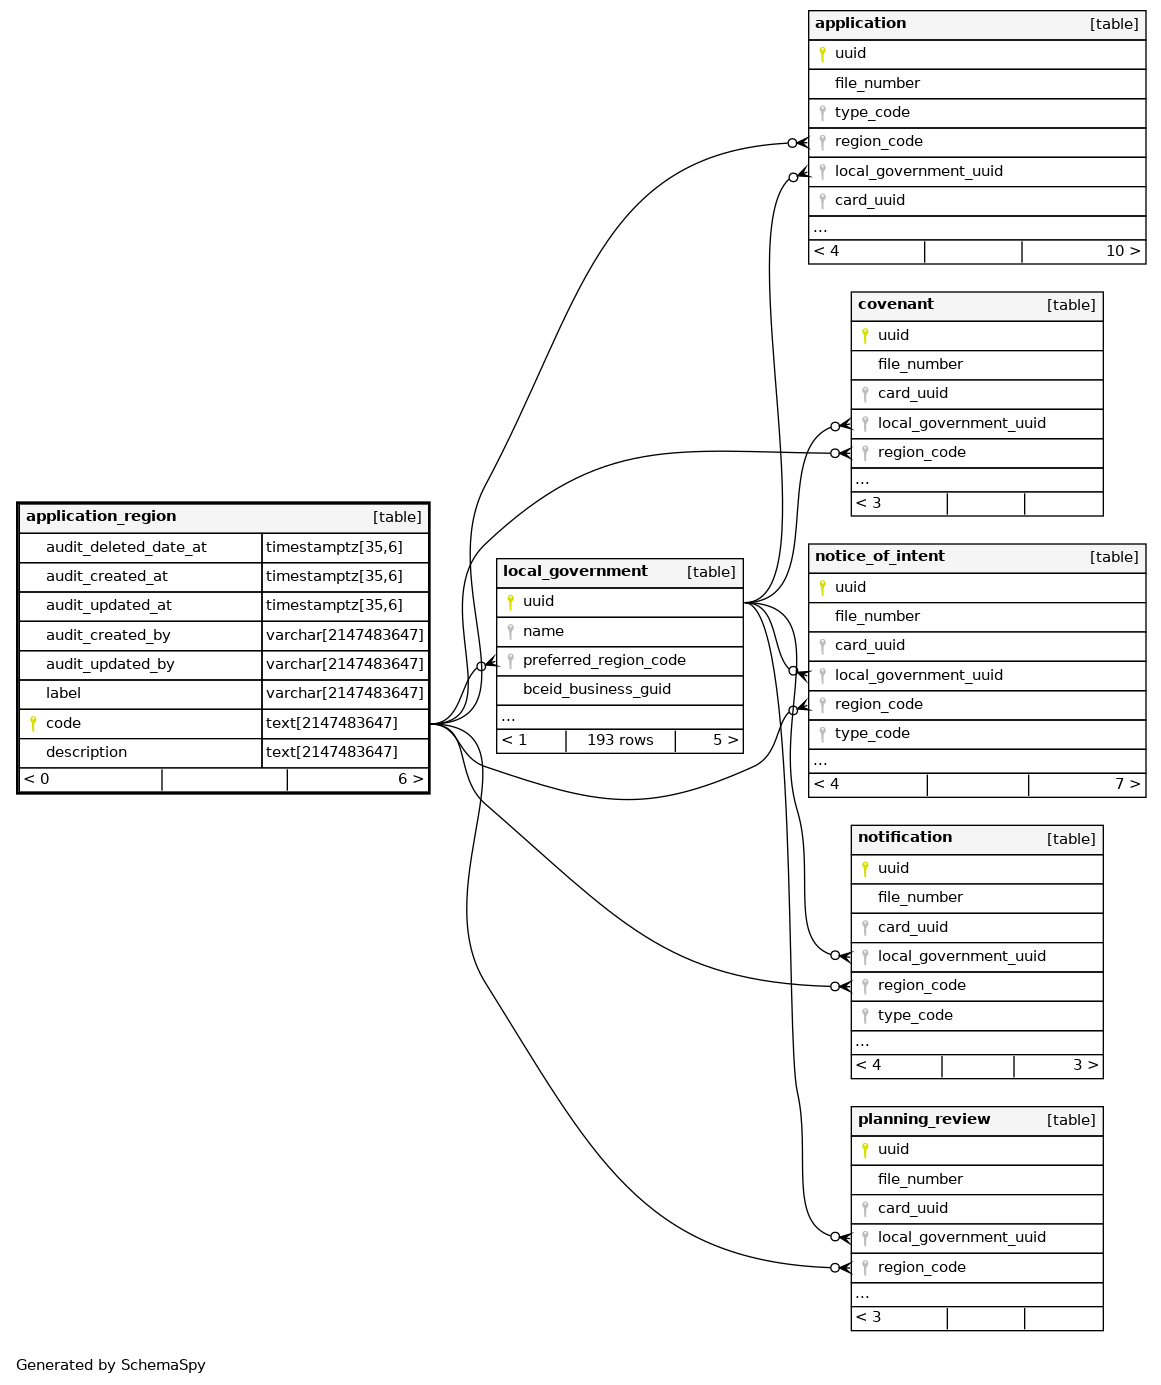 application [table]
uuid
file_number
type_code
region_code
local_government_uuid
card_uuid
...
< 4 10 >
covenant [table]
uuid
file_number
card_uuid
local_government_uuid
region_code
...
< 3
application_region [table]
audit_deleted_date_at timestamptz[35,6]
audit_created_at timestamptz[35,6]
audit_updated_at timestamptz[35,6]
audit_created_by varchar[2147483647]
audit_updated_by varchar[2147483647]
label varchar[2147483647]
code text[2147483647]
description text[2147483647]
< 0 6 >
local_government [table]
uuid
name
preferred_region_code
bceid_business_guid
...
< 1 193 rows 5 >
notice_of_intent [table]
uuid
file_number
card_uuid
local_government_uuid
region_code
type_code
...
< 4 7 >
notification [table]
uuid
file_number
card_uuid
local_government_uuid
region_code
type_code
...
< 4 3 >
planning_review [table]
uuid
file_number
card_uuid
local_government_uuid
region_code
...
< 3
Generated by SchemaSpy